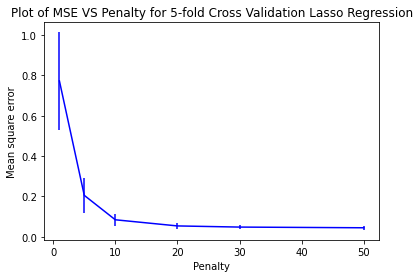 Plot of MSE VS Penalty for 5-fold Cross Validation Lasso Regression
1.0
0.8
0.6
0.4
0.2
0.0
Mean square error
0 10 20 30 40 50
Penalty